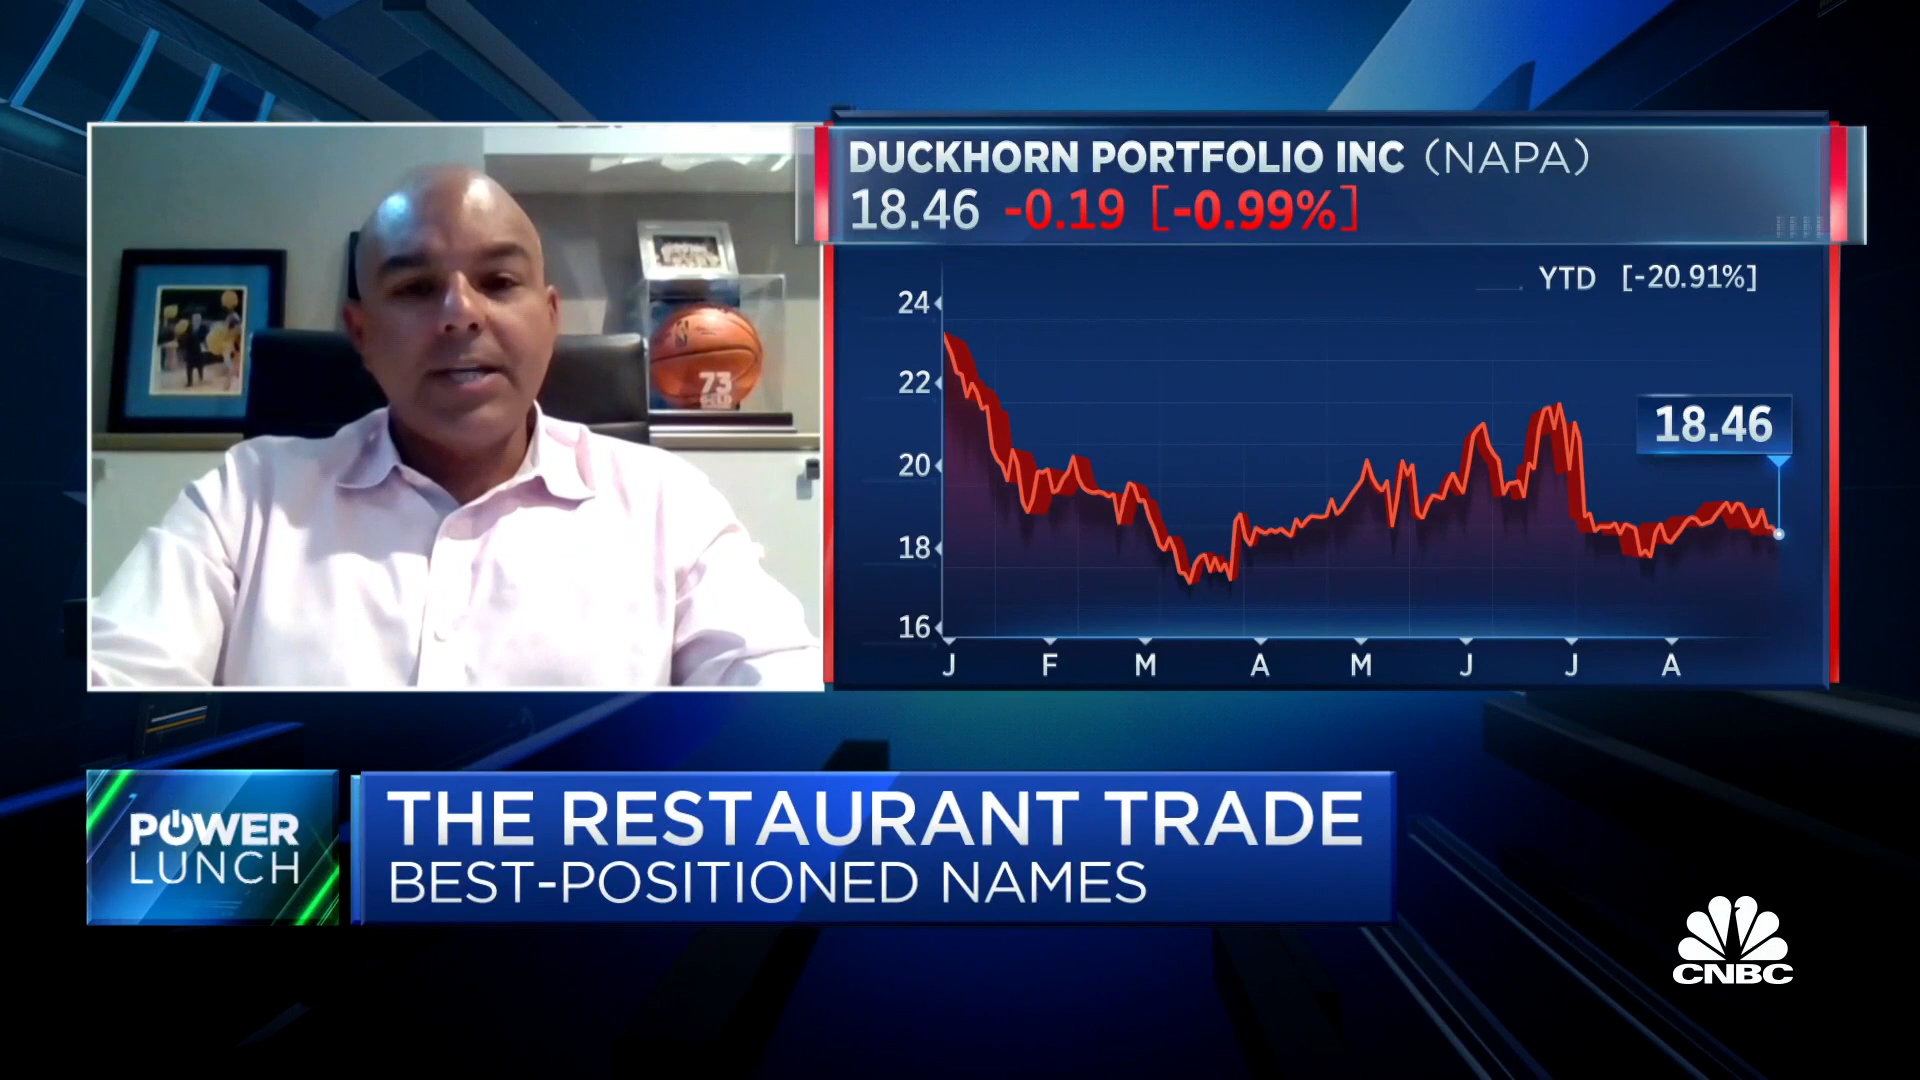 DUCKHORN PORTFOLIO INC (NAPA)
18.46 -0.19 [-0.99%]
YTD [-20.91%]
24
22
20
18
16
18.46
J F M A M J J A
73
POWER
LUNCH
THE RESTAURANT TRADE
BEST-POSITIONED NAMES
CNBC